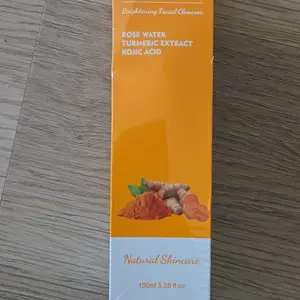 Brightening Facial Cleanser
ROSE WATER
TURMERIC EXTRACT
KOJIC ACID
Natural Skincare
150ml 5.28 fl.oz